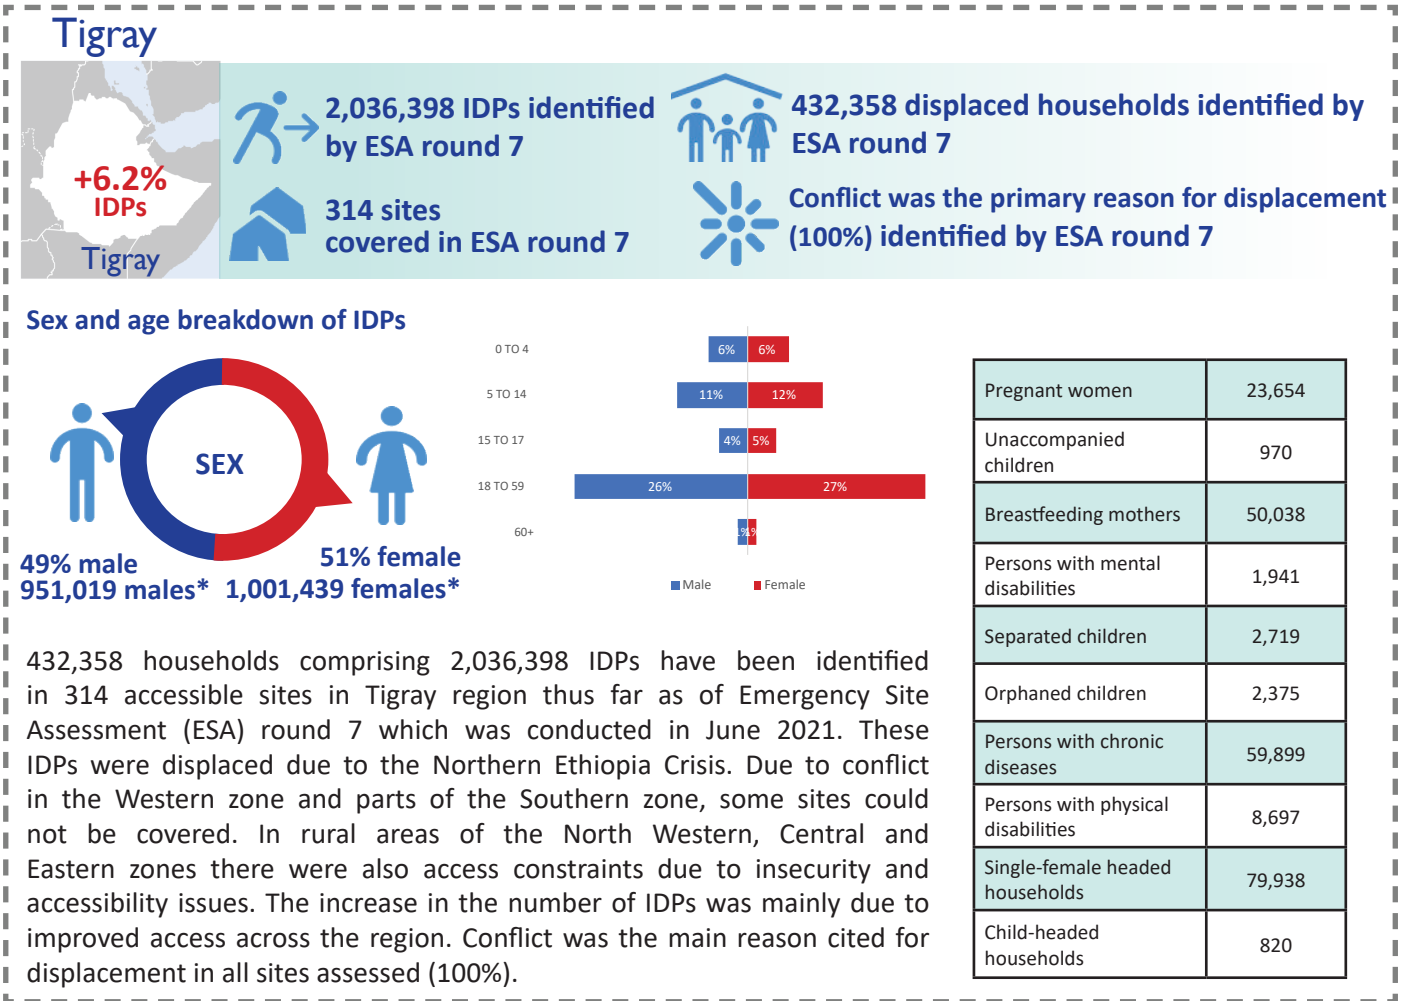 Tigray
+6.2%
IDPs
Tigray
2,036,398 IDPs identified
by ESA round 7
432,358 displaced households identified by
ESA round 7
314 sites
covered in ESA round 7
Conflict was the primary reason for displacement
(100%) identified by ESA round 7
Sex and age breakdown of IDPs
SEX
49% male
951,019 males*
51% female
1,001,439 females*
0 TO 4
6%
6%
5 TO 14
11%
12%
15 TO 17
4%
5%
18 TO 59
26%
27%
60+
1%
1%
Male
Female
432,358 households comprising 2,036,398 IDPs have been identified
in 314 accessible sites in Tigray region thus far as of Emergency Site
Assessment (ESA) round 7 which was conducted in June 2021. These
IDPs were displaced due to the Northern Ethiopia Crisis. Due to conflict
in the Western zone and parts of the Southern zone, some sites could
not be covered. In rural areas of the North Western, Central and
Eastern zones there were also access constraints due to insecurity and
accessibility issues. The increase in the number of IDPs was mainly due to
improved access across the region. Conflict was the main reason cited for
displacement in all sites assessed (100%).
Pregnant women 23,654
Unaccompanied
children 970
Breastfeeding mothers 50,038
Persons with mental
disabilities 1,941
Separated children 2,719
Orphaned children 2,375
Persons with chronic
diseases 59,899
Persons with physical
disabilities 8,697
Single-female headed
households 79,938
Child-headed
households 820